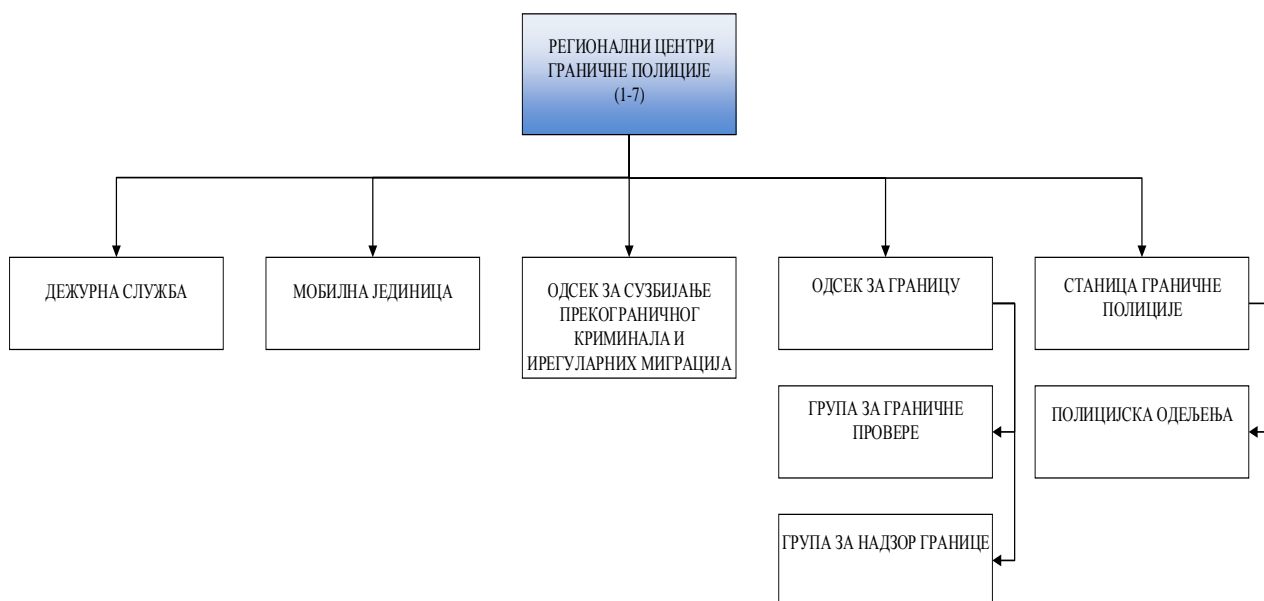 РЕГИОНАЛНИ ЦЕНТРИ
ГРАНИЧНЕ ПОЛИЦИЈЕ
(1-7)
ДЕЖУРНА СЛУЖБА
МОБИЛНА ЈЕДИНИЦА
ОДСЕК ЗА СУЗБИЈАЊЕ
ПРЕКОГРАНИЧНОГ
КРИМИНАЛА И
ИРЕГУЛАРНИХ МИГРАЦИЈА
ОДСЕК ЗА ГРАНИЦУ
СТАНИЦА ГРАНИЧНЕ
ПОЛИЦИЈЕ
ГРУПА ЗА ГРАНИЧНЕ
ПРОВЕРЕ
ПОЛИЦИЈСКА ОДЕЉЕЊА
ГРУПА ЗА НАДЗОР ГРАНИЦЕ